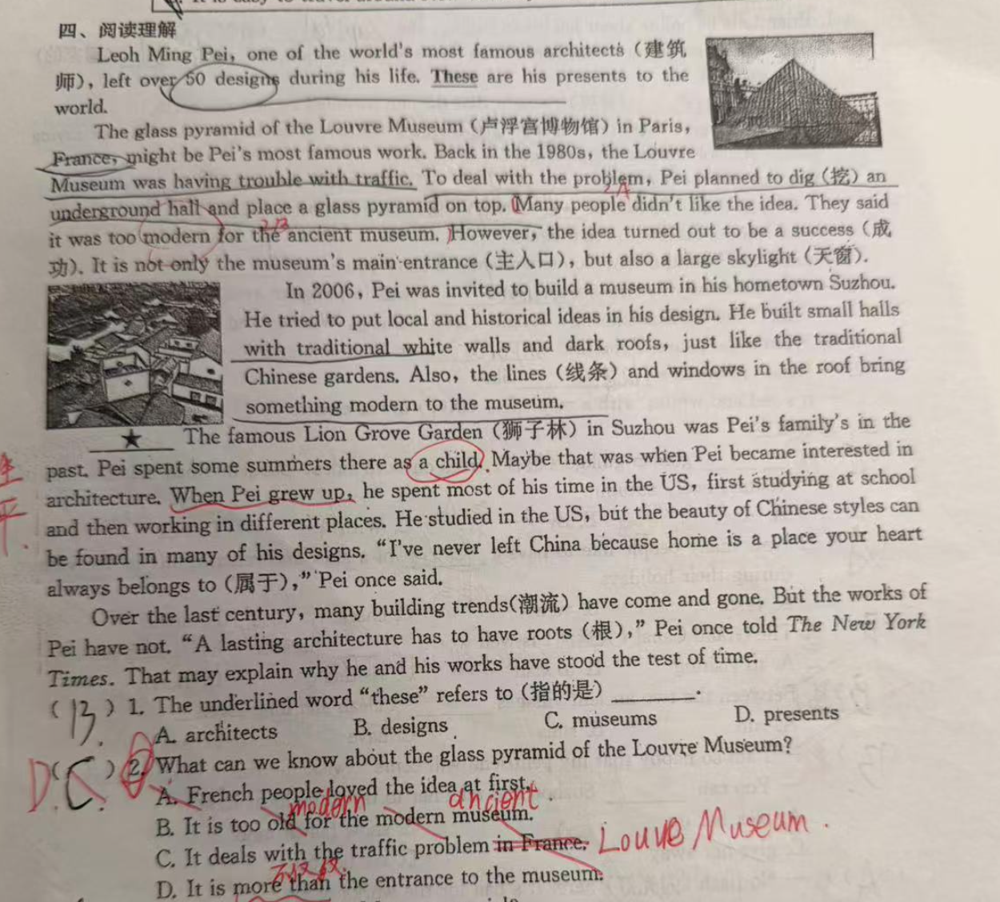 四、阅读理解
Leoh Ming Pei, one of the world's most famous architects（建筑
师）, left over 50 designs during his life. These are his presents to the
world.
The glass pyramid of the Louvre Museum（卢浮宫博物馆）in Paris,
France, might be Pei's most famous work. Back in the 1980s, the Louvre
Museum was having trouble with traffic. To deal with the problem, Pei planned to dig（挖）an
underground hall and place a glass pyramid on top. Many people didn't like the idea. They said
it was too modern for the ancient museum. However, the idea turned out to be a success（成
功）. It is not only the museum's main entrance（主入口）, but also a large skylight（天窗）.
In 2006, Pei was invited to build a museum in his hometown Suzhou.
He tried to put local and historical ideas in his design. He built small halls
with traditional white walls and dark roofs, just like the traditional
Chinese gardens. Also, the lines（线条）and windows in the roof bring
something modern to the museum.
★ The famous Lion Grove Garden（狮子林）in Suzhou was Pei's family's in the
past. Pei spent some summers there as a child. Maybe that was when Pei became interested in
architecture. When Pei grew up, he spent most of his time in the US, first studying at school
and then working in different places. He studied in the US, but the beauty of Chinese styles can
be found in many of his designs. "I've never left China because home is a place your heart
always belongs to（属于）," Pei once said.
Over the last century, many building trends(潮流）have come and gone. But the works of
Pei have not. "A lasting architecture has to have roots（根）," Pei once told The New York
Times. That may explain why he and his works have stood the test of time.
（B）1. The underlined word "these" refers to（指的是）________.
A. architects B. designs C. museums D. presents
D.（C）2. What can we know about the glass pyramid of the Louvre Museum?
A. French people loved the idea at first.
modern ancient
B. It is too old for the modern museum.
C. It deals with the traffic problem in France. Louve Museum.
不仅仅
D. It is more than the entrance to the museum.